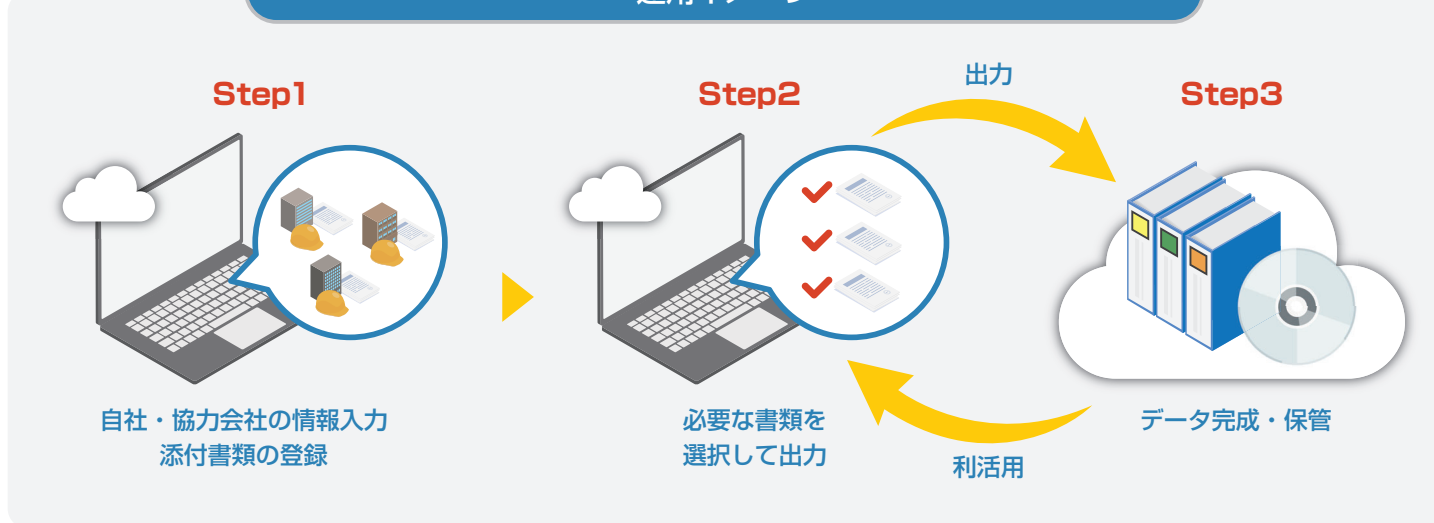 Step1
Step2
出力
Step3
自社・協力会社の情報入力
添付書類の登録
必要な書類を
選択して出力
利活用
データ完成・保管